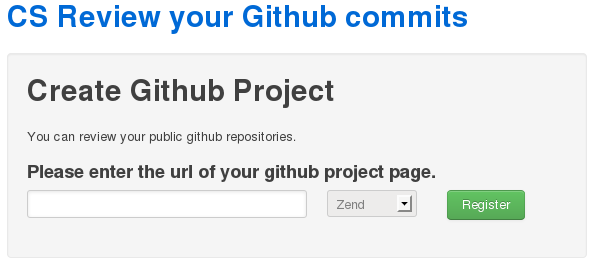 CS Review your Github commits
Create Github Project
You can review your public github repositories.
Please enter the url of your github project page.
Zend Register